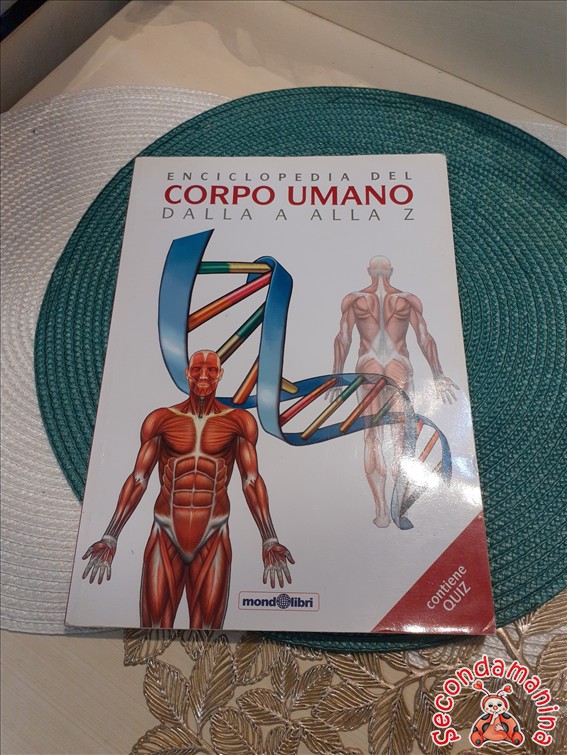 ENCICLOPEDIA DEL
CORPO UMANO
DALLA A ALLA Z
mondolibri
contiene
QUIZ
Secondamanina